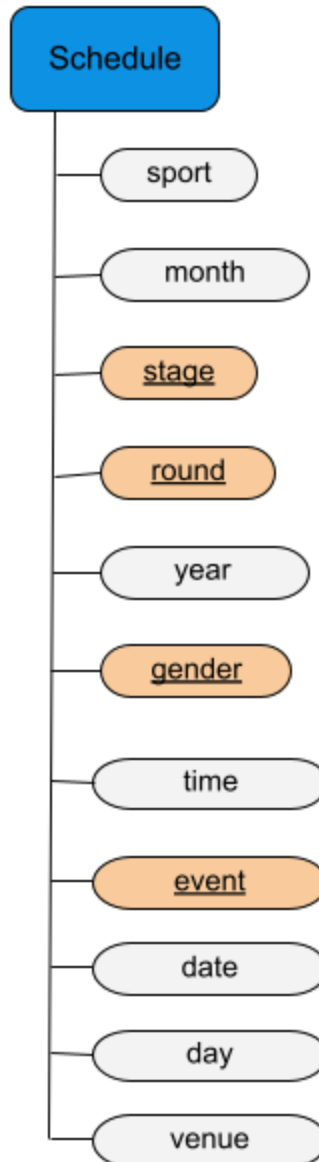 Schedule
sport
month
stage
round
year
gender
time
event
date
day
venue